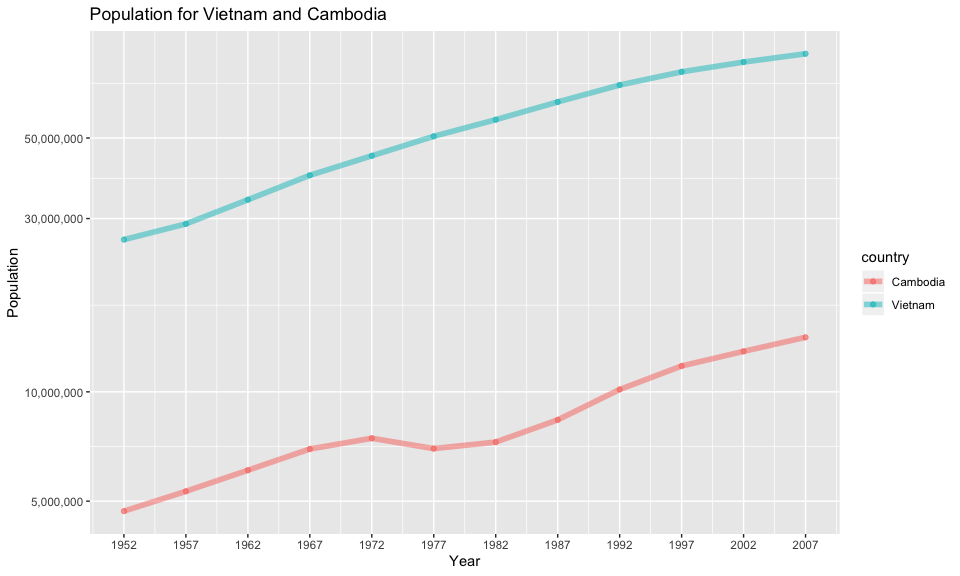 Population for Vietnam and Cambodia
Population
50,000,000
30,000,000
10,000,000
5,000,000
1952 1957 1962 1967 1972 1977 1982 1987 1992 1997 2002 2007
Year
country
Cambodia
Vietnam